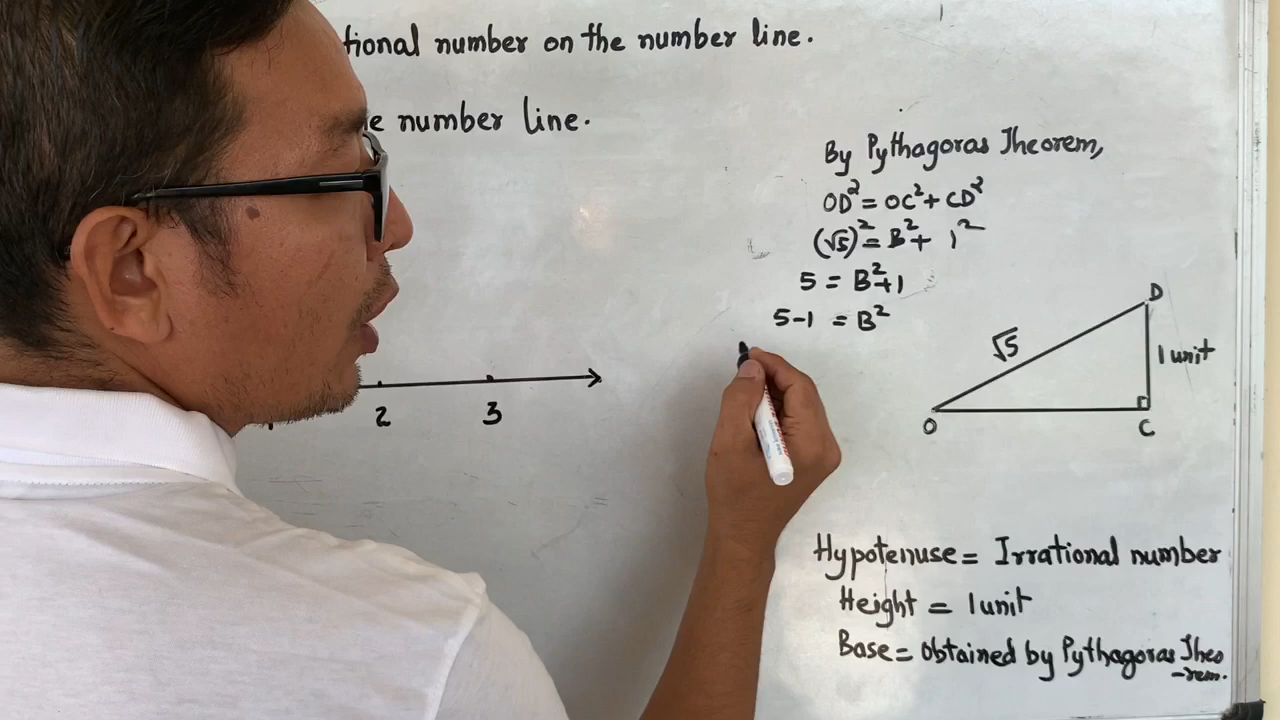 tional number on the number line.
e number line.
By Pythagoras Theorem,
OD² = OC² + CD²
(√5)² = B² + 1²
5 = B²+1
5-1 = B²
D
√5
1 unit
O
C
2 3
Hypotenuse = Irrational number
Height = 1 unit
Base = obtained by Pythagoras Theo
-rem.